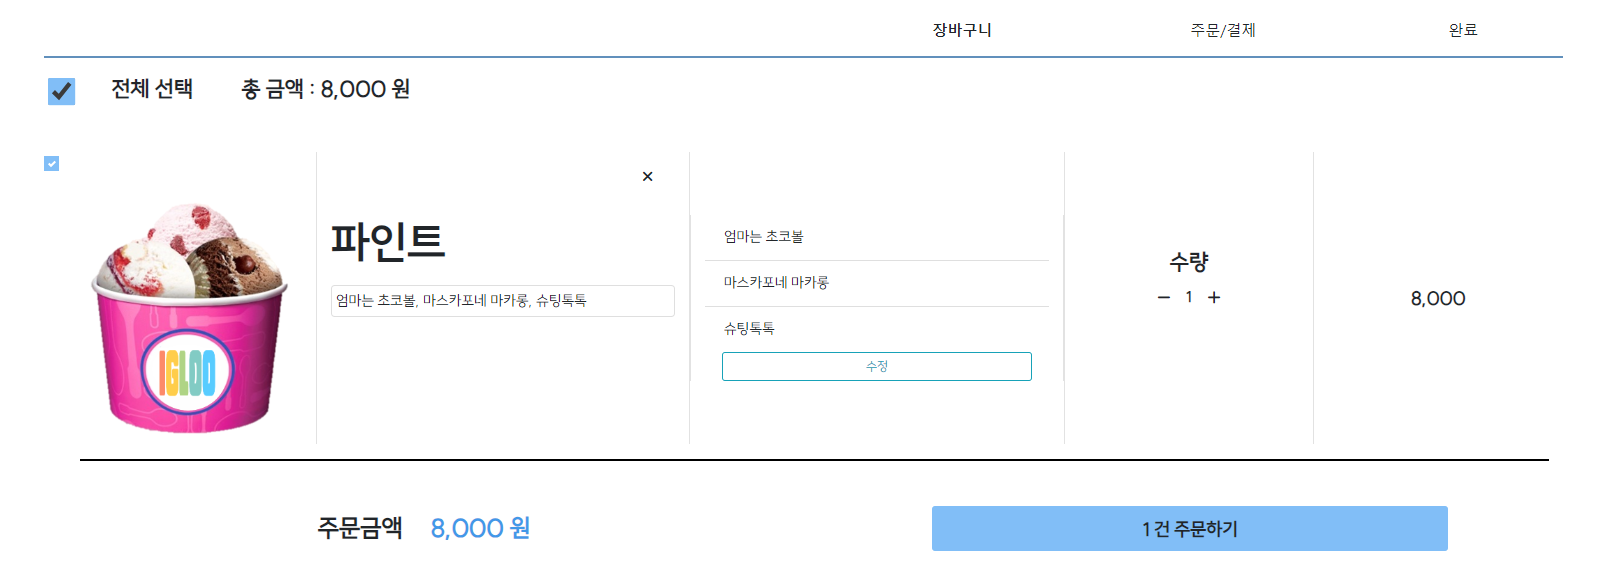 장바구니 주문/결제 완료
전체 선택 총 금액 : 8,000 원
×
파인트
엄마는 초코볼, 마스카포네 마카롱, 슈팅톡톡
엄마는 초코볼
마스카포네 마카롱
슈팅톡톡
수정
수량
− 1 +
8,000
IGLOO
주문금액 8,000 원
1 건 주문하기